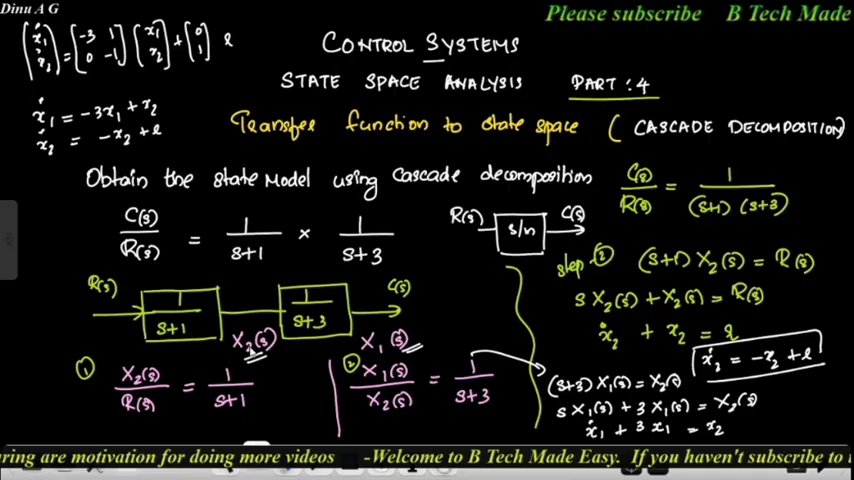 Dinu A G
Please subscribe B Tech Made
CONTROL SYSTEMS
STATE SPACE ANALYSIS PART : 4
Transfer function to state space ( CASCADE DECOMPOSITION)
[ẋ1 ẋ2] = [-3 1 0 -1] [x1 x2] + [0 1] r
ẋ1 = -3x1 + x2
ẋ2 = -x2 + r
Obtain the state Model using Cascade decomposition
C(s)/R(s) = 1/(s+1) × 1/(s+3)
R(s) s/n C(s)
C(s)/R(s) = 1/((s+1) (s+3))
R(s) 1/(s+1) 1/(s+3) C(s)
X2(s) X1(s)
① X2(s)/R(s) = 1/(s+1)
② X1(s)/X2(s) = 1/(s+3)
step ② (s+1) X2(s) = R(s)
s X2(s) + X2(s) = R(s)
ẋ2 + x2 = r
ẋ2 = -x2 + r
(s+3) X1(s) = X2(s)
s X1(s) + 3 X1(s) = X2(s)
ẋ1 + 3 x1 = x2
aring are motivation for doing more videos -Welcome to B Tech Made Easy. If you haven't subscribe to